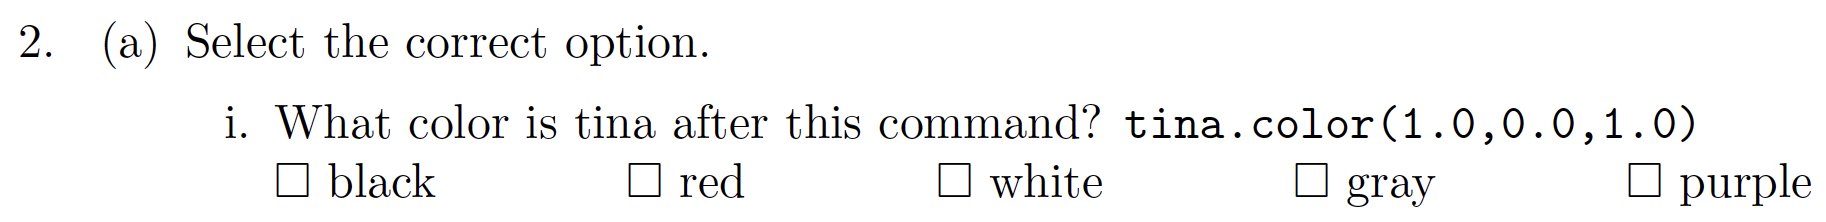 2. (a) Select the correct option.
i. What color is tina after this command? tina.color(1.0,0.0,1.0)
□ black □ red □ white □ gray □ purple